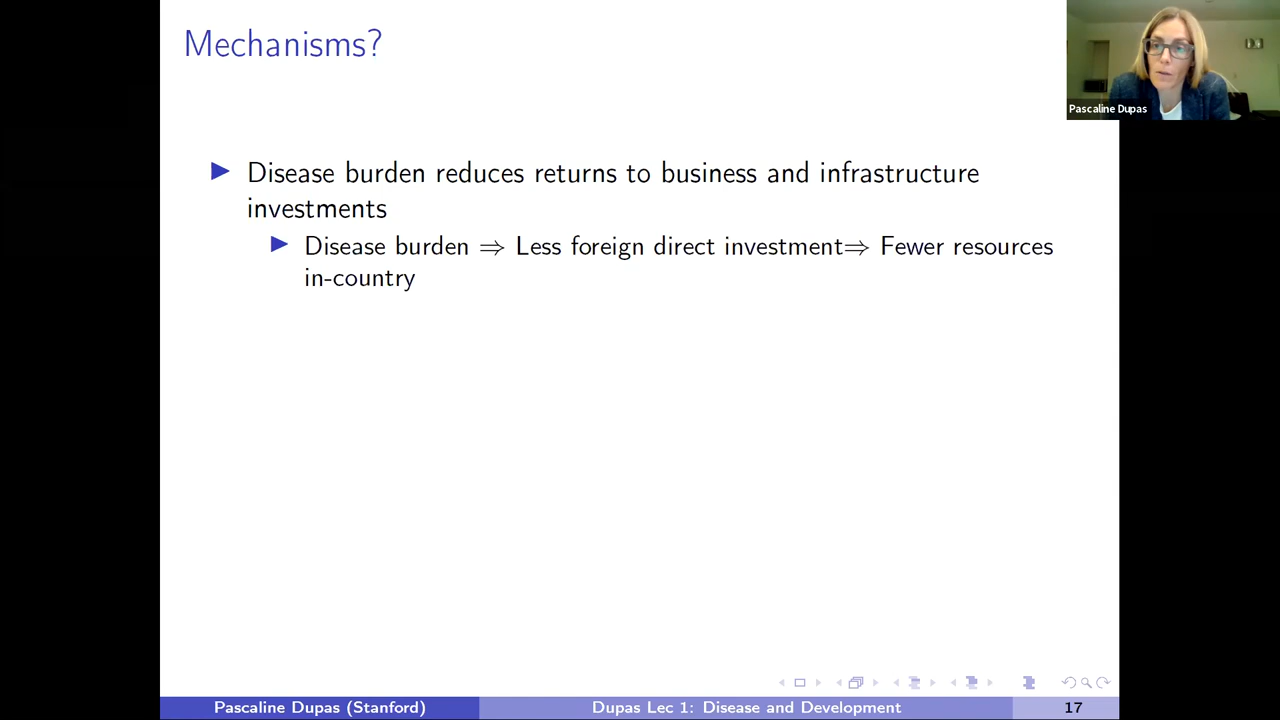 Mechanisms?
Pascaline Dupas
Disease burden reduces returns to business and infrastructure
investments
Disease burden ⇒ Less foreign direct investment⇒ Fewer resources
in-country
Pascaline Dupas (Stanford)
Dupas Lec 1: Disease and Development
17